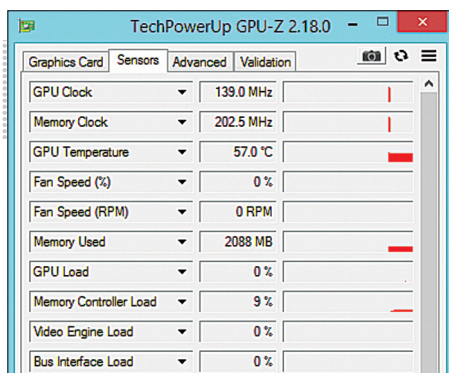 TechPowerUp GPU-Z 2.18.0
Graphics Card Sensors Advanced Validation
GPU Clock 139.0 MHz
Memory Clock 202.5 MHz
GPU Temperature 57.0 °C
Fan Speed (%) 0 %
Fan Speed (RPM) 0 RPM
Memory Used 2088 MB
GPU Load 0 %
Memory Controller Load 9 %
Video Engine Load 0 %
Bus Interface Load 0 %